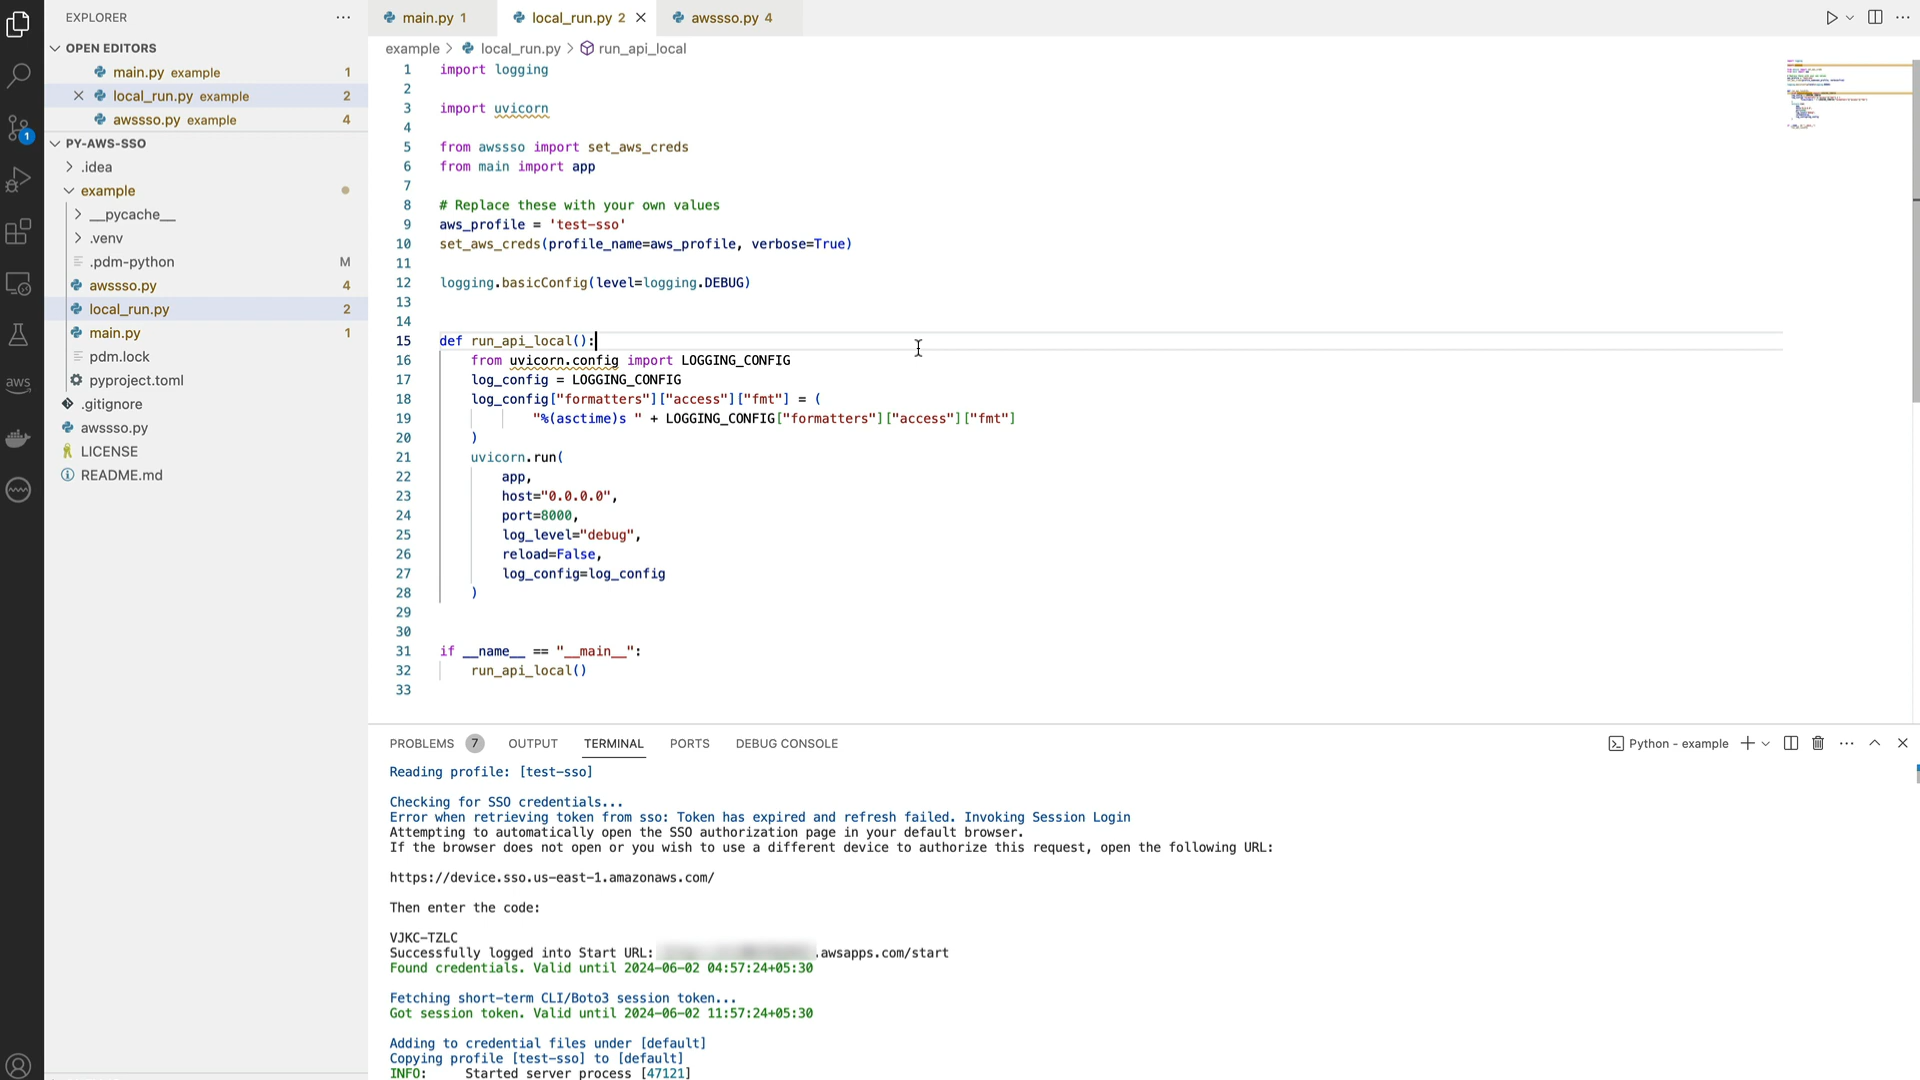 EXPLORER
OPEN EDITORS
main.py example 1
local_run.py example 2
awssso.py example 4
PY-AWS-SSO
.idea
example
__pycache__
.venv
.pdm-python M
awssso.py 4
local_run.py 2
main.py 1
pdm.lock
pyproject.toml
.gitignore
awssso.py
LICENSE
README.md
1
aws
main.py 1
local_run.py 2
awssso.py 4
example > local_run.py > run_api_local
1 import logging
2
3 import uvicorn
4
5 from awssso import set_aws_creds
6 from main import app
7
8 # Replace these with your own values
9 aws_profile = 'test-sso'
10 set_aws_creds(profile_name=aws_profile, verbose=True)
11
12 logging.basicConfig(level=logging.DEBUG)
13
14
15 def run_api_local():
16 from uvicorn.config import LOGGING_CONFIG
17 log_config = LOGGING_CONFIG
18 log_config["formatters"]["access"]["fmt"] = (
19 "%(asctime)s " + LOGGING_CONFIG["formatters"]["access"]["fmt"]
20 )
21 uvicorn.run(
22 app,
23 host="0.0.0.0",
24 port=8000,
25 log_level="debug",
26 reload=False,
27 log_config=log_config
28 )
29
30
31 if __name__ == "__main__":
32 run_api_local()
33
PROBLEMS 7 OUTPUT TERMINAL PORTS DEBUG CONSOLE
Python - example
Reading profile: [test-sso]
Checking for SSO credentials...
Error when retrieving token from sso: Token has expired and refresh failed. Invoking Session Login
Attempting to automatically open the SSO authorization page in your default browser.
If the browser does not open or you wish to use a different device to authorize this request, open the following URL:
https://device.sso.us-east-1.amazonaws.com/
Then enter the code:
VJKC-TZLC
Successfully logged into Start URL: .awsapps.com/start
Found credentials. Valid until 2024-06-02 04:57:24+05:30
Fetching short-term CLI/Boto3 session token...
Got session token. Valid until 2024-06-02 11:57:24+05:30
Adding to credential files under [default]
Copying profile [test-sso] to [default]
INFO: Started server process [47121]